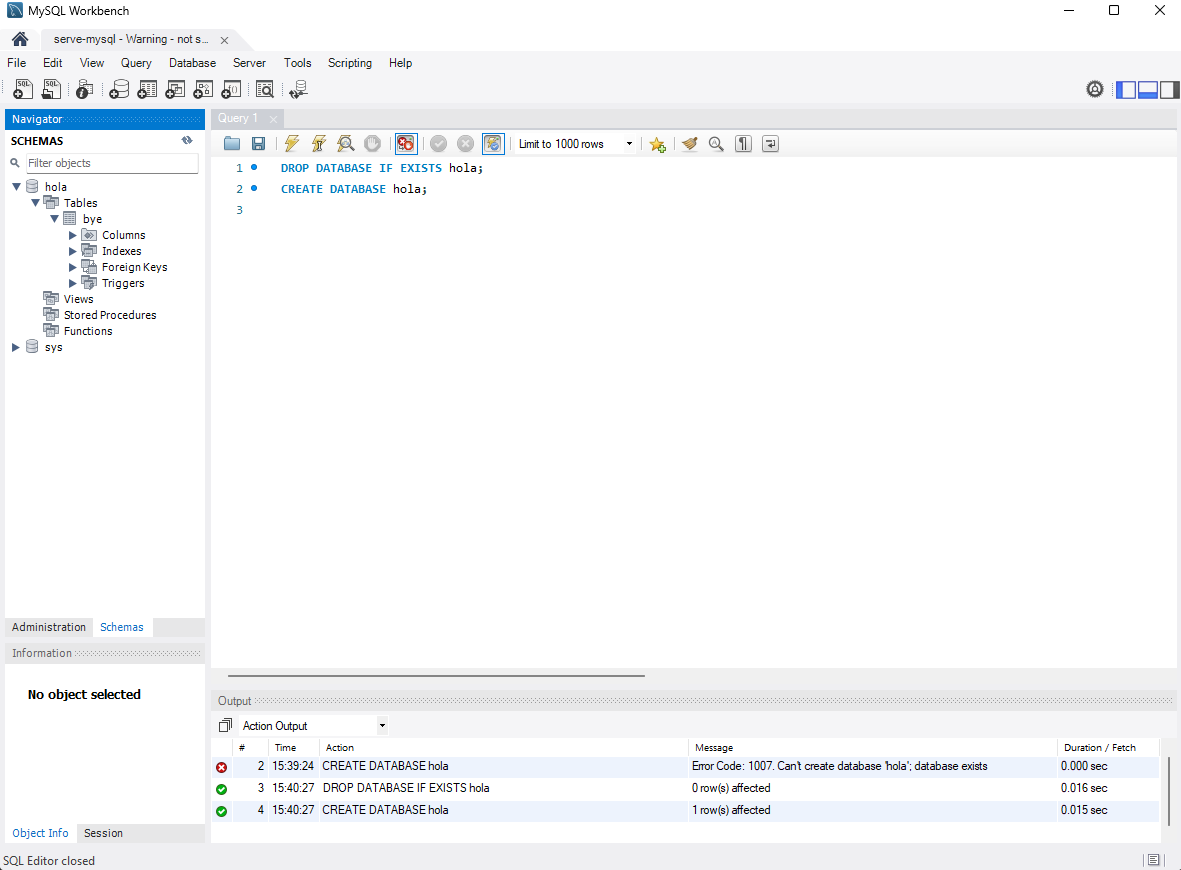 MySQL Workbench
serve-mysql - Warning - not s...
File Edit View Query Database Server Tools Scripting Help
Navigator
SCHEMAS
Filter objects
hola
Tables
bye
Columns
Indexes
Foreign Keys
Triggers
Views
Stored Procedures
Functions
sys
Administration Schemas
Information
No object selected
Object Info Session
Query 1
Limit to 1000 rows
1 DROP DATABASE IF EXISTS hola;
2 CREATE DATABASE hola;
3
Output
Action Output
# Time Action Message Duration / Fetch
2 15:39:24 CREATE DATABASE hola Error Code: 1007. Can't create database 'hola'; database exists 0.000 sec
3 15:40:27 DROP DATABASE IF EXISTS hola 0 row(s) affected 0.016 sec
4 15:40:27 CREATE DATABASE hola 1 row(s) affected 0.015 sec
SQL Editor closed